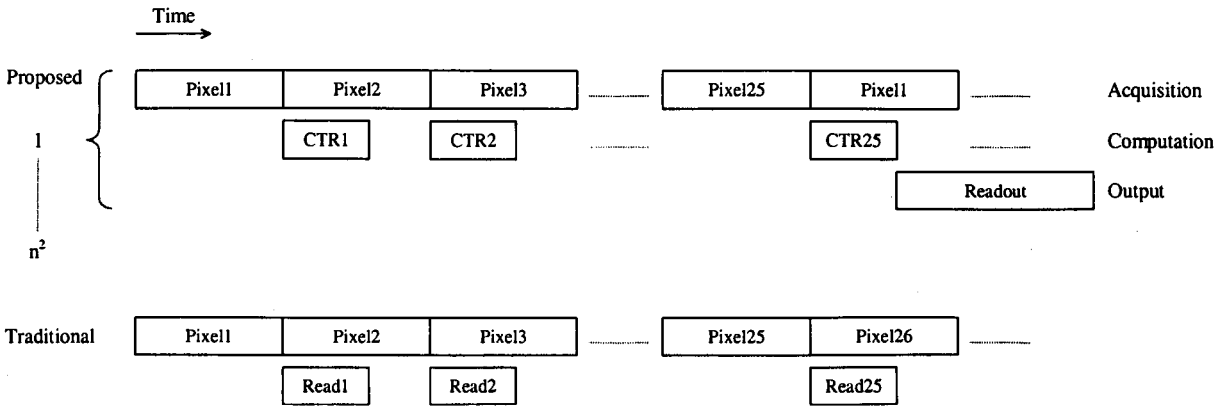 Time
Proposed
Pixel1 Pixel2 Pixel3 Pixel25 Pixel1 Acquisition
1 CTR1 CTR2 CTR25 Computation
Readout Output
n²
Traditional Pixel1 Pixel2 Pixel3 Pixel25 Pixel26
Read1 Read2 Read25